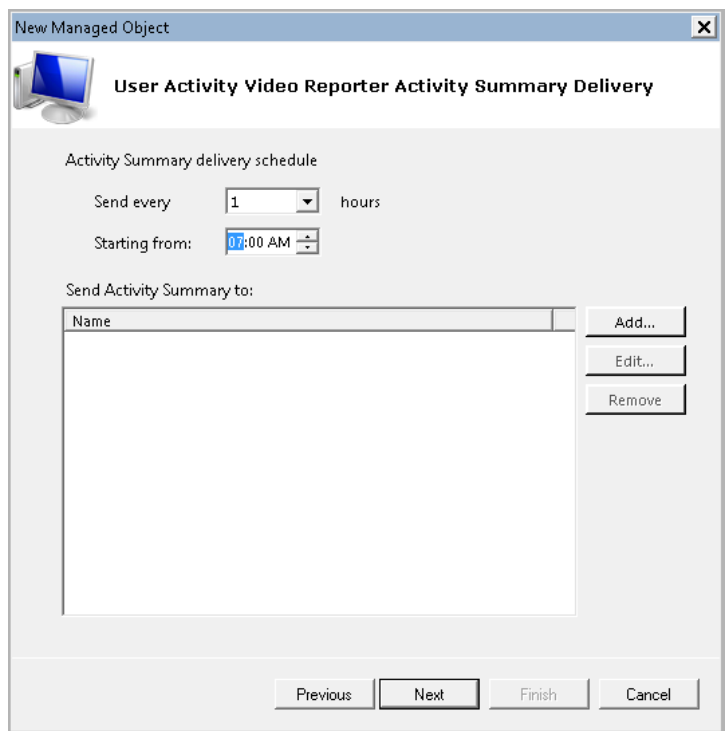 New Managed Object
User Activity Video Reporter Activity Summary Delivery
Activity Summary delivery schedule
Send every 1 hours
Starting from: 07:00 AM
Send Activity Summary to:
Name
Add...
Edit...
Remove
Previous Next Finish Cancel